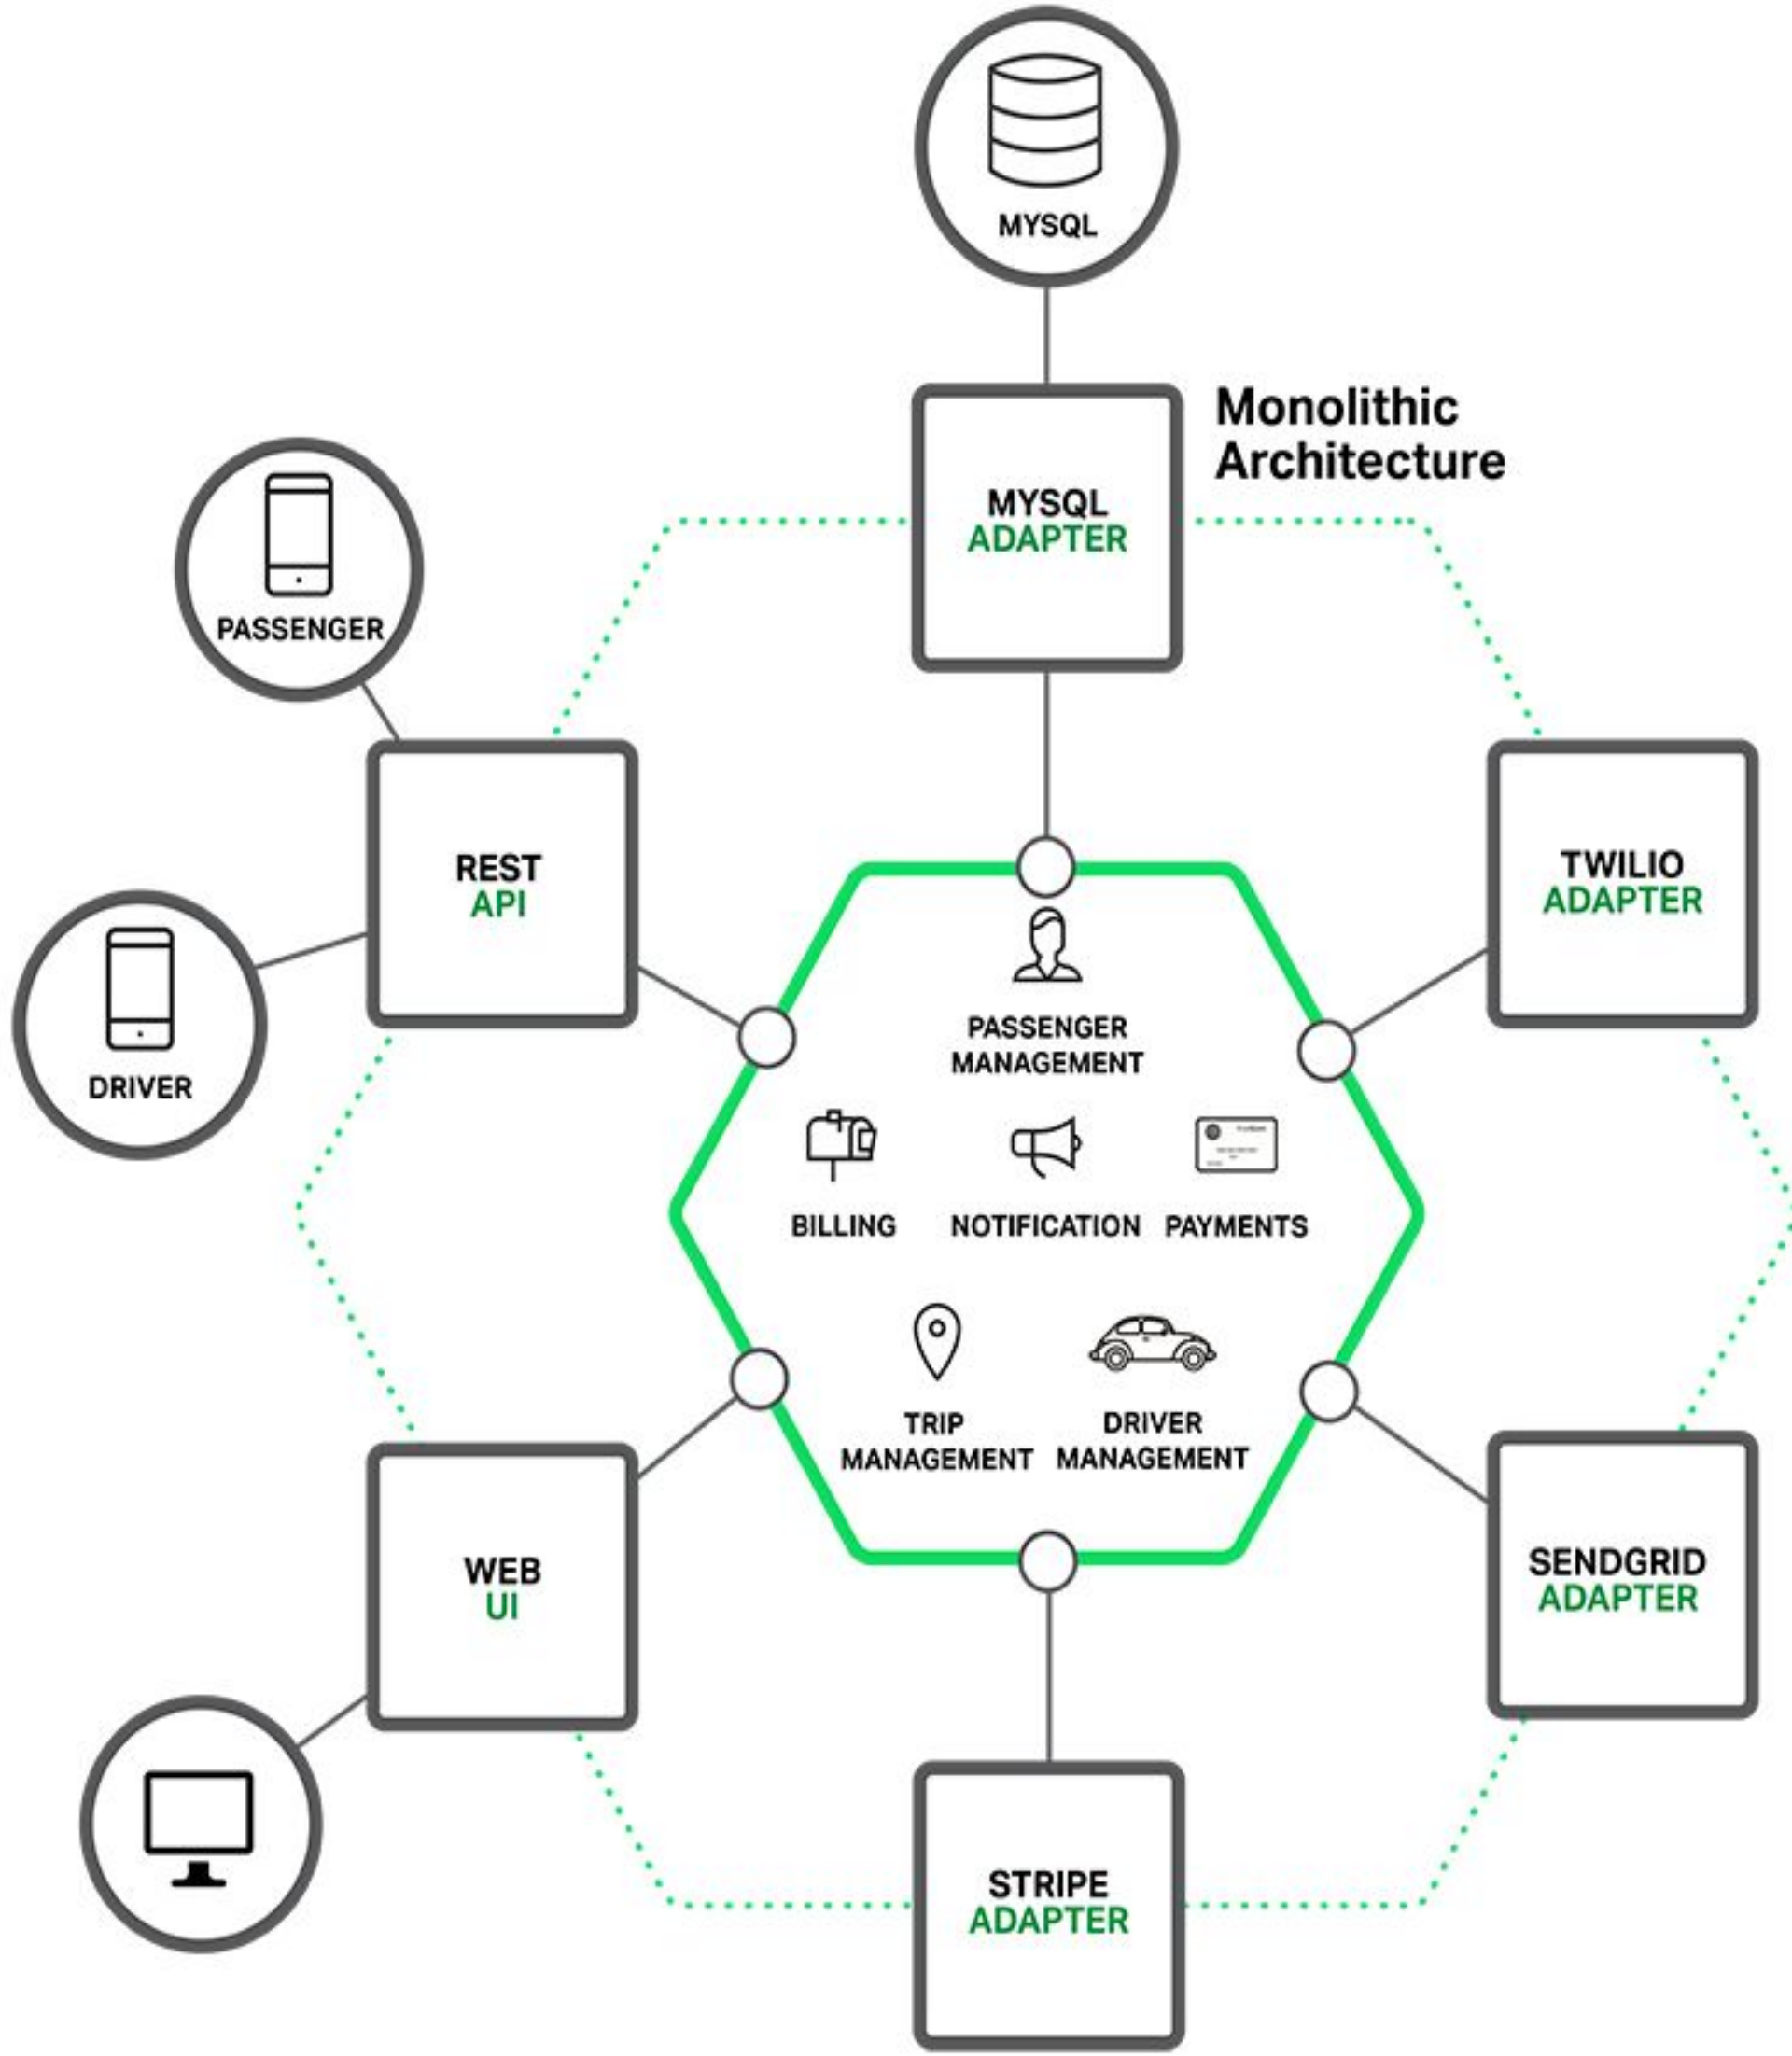 MYSQL
Monolithic
Architecture
MYSQL
ADAPTER
PASSENGER
REST
API
TWILIO
ADAPTER
DRIVER
PASSENGER
MANAGEMENT
BILLING
NOTIFICATION
PAYMENTS
TRIP
MANAGEMENT
DRIVER
MANAGEMENT
WEB
UI
SENDGRID
ADAPTER
STRIPE
ADAPTER